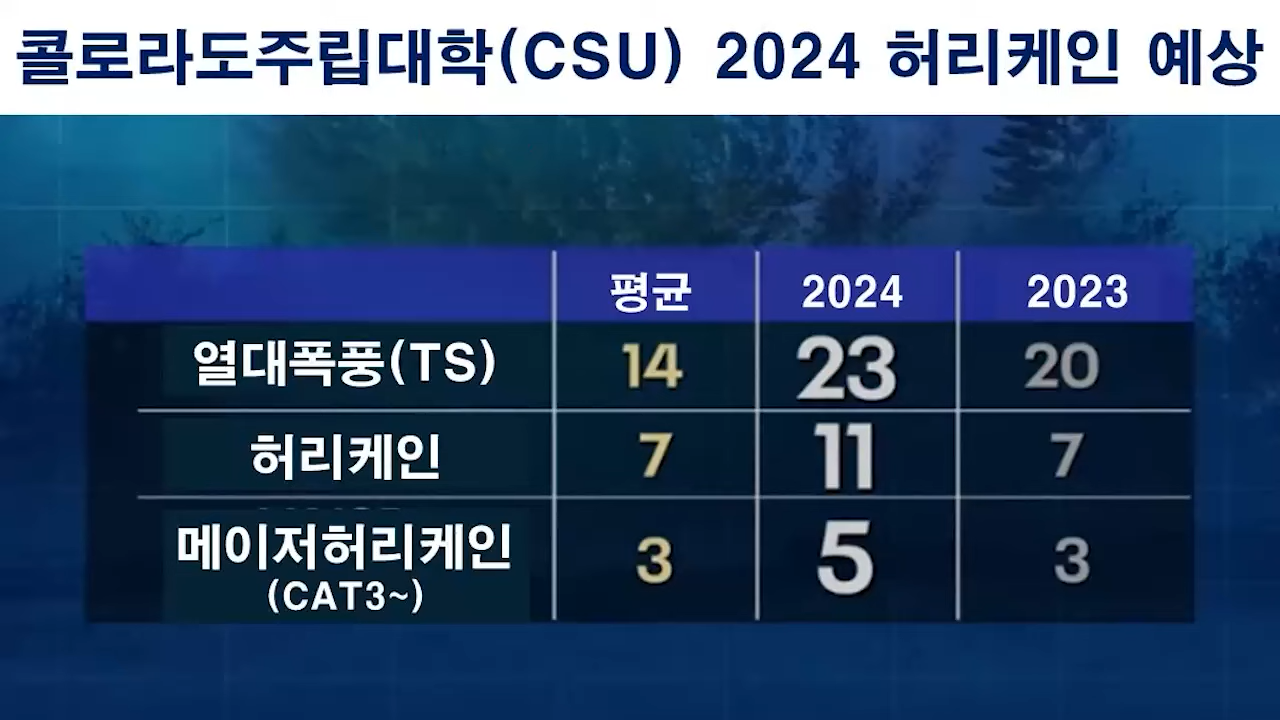 콜로라도주립대학(CSU) 2024 허리케인 예상
평균 2024 2023
열대폭풍(TS) 14 23 20
허리케인 7 11 7
메이저허리케인 3 5 3
(CAT3~)